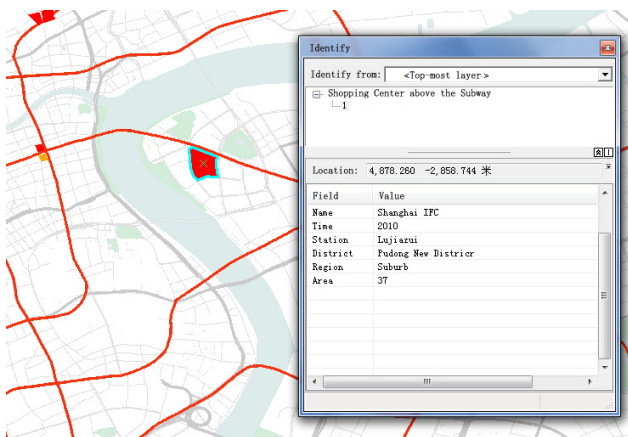 Identify
Identify from: <Top-most layer>
Shopping Center above the Subway
1
Location: 4,878.260 -2,858.744 米
Field Value
Name Shanghai IFC
Time 2010
Station Lujiazui
District Pudong New Districr
Region Suburb
Area 37